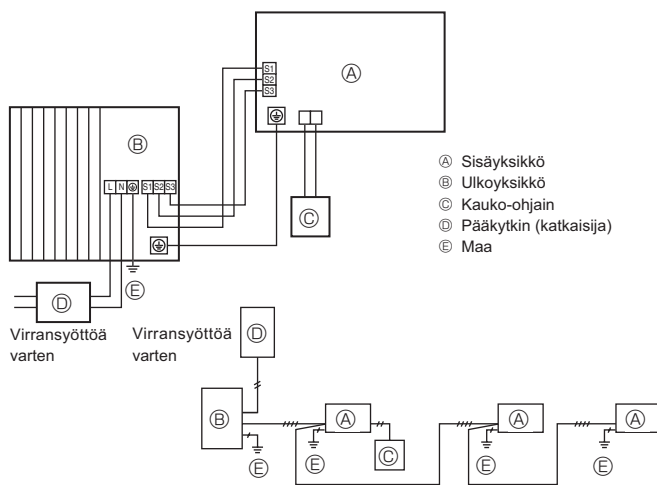 S1
S2
S3
Ⓐ
Ⓑ
L N S1 S2 S3
Ⓒ
Ⓐ Sisäyksikkö
Ⓑ Ulkoyksikkö
Ⓒ Kauko-ohjain
Ⓓ Pääkytkin (katkaisija)
Ⓔ Maa
Ⓓ
Ⓔ
Virransyöttöä
varten
Virransyöttöä
varten
Ⓓ
Ⓑ
Ⓐ
Ⓐ
Ⓐ
Ⓒ
Ⓔ
Ⓔ
Ⓔ
Ⓔ